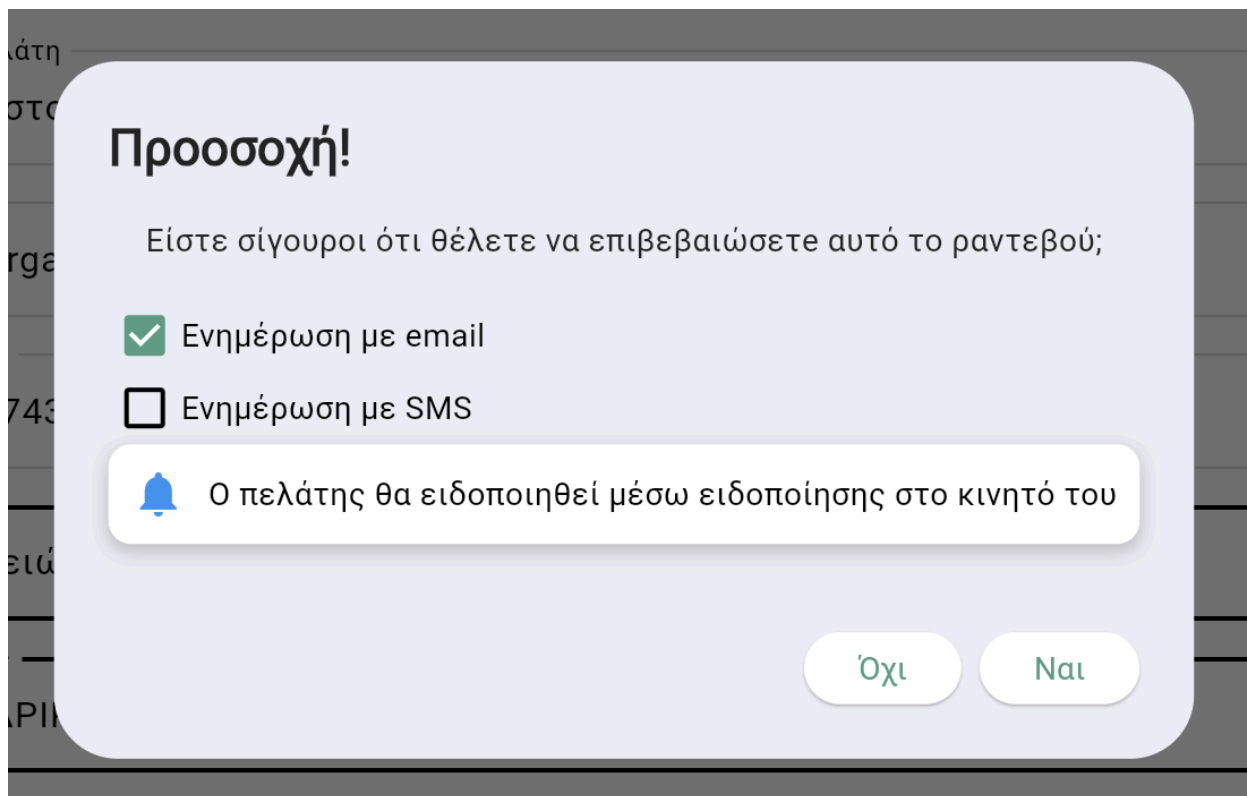 Προοσοχή!
Είστε σίγουροι ότι θέλετε να επιβεβαιώσετε αυτό το ραντεβού;
Ενημέρωση με email
Ενημέρωση με SMS
Ο πελάτης θα ειδοποιηθεί μέσω ειδοποίησης στο κινητό του
Όχι
Ναι